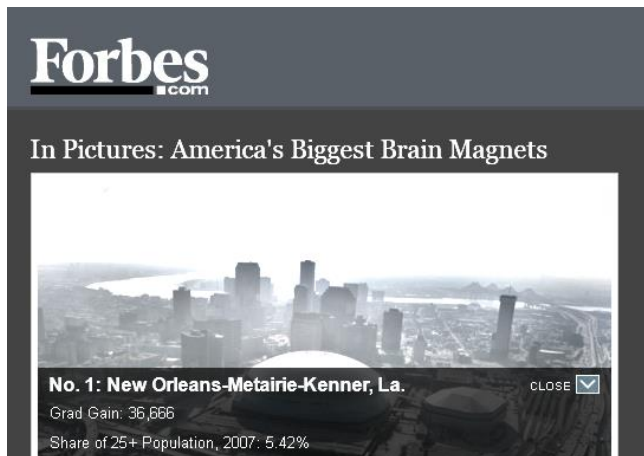 Forbes
.com
In Pictures: America's Biggest Brain Magnets
No. 1: New Orleans-Metairie-Kenner, La.
CLOSE
Grad Gain: 36,666
Share of 25+ Population, 2007: 5.42%